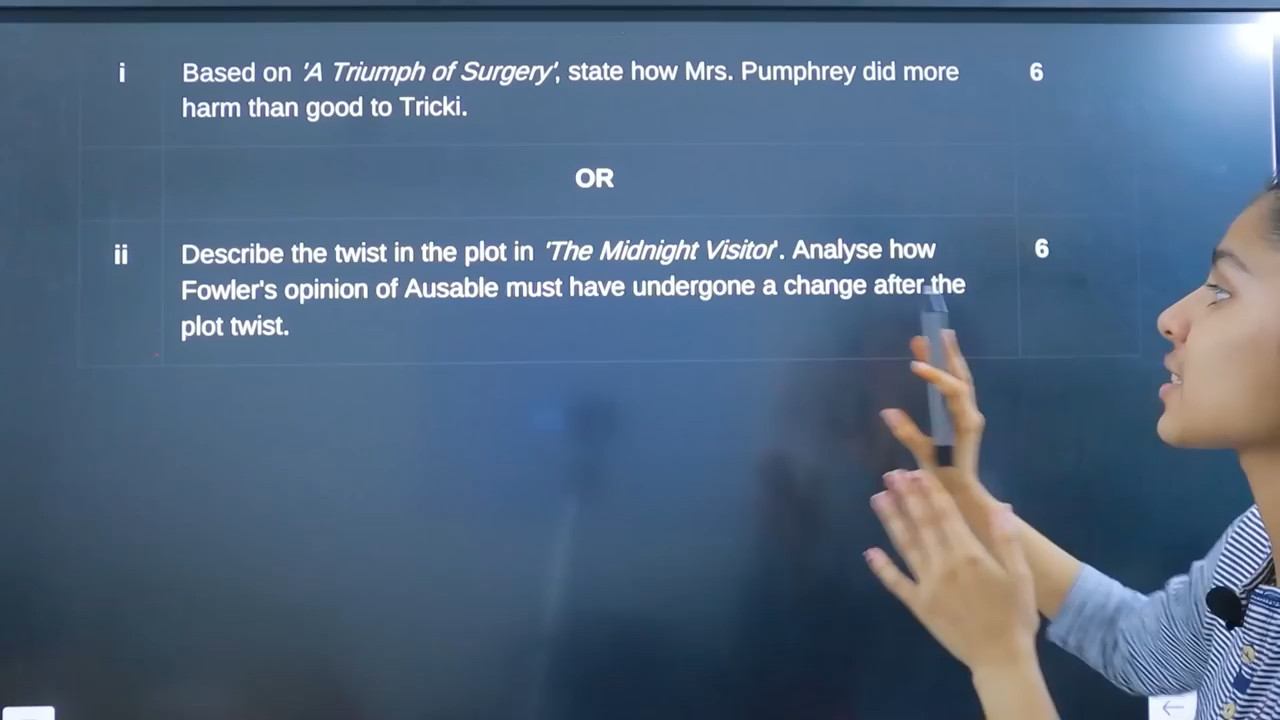 i Based on 'A Triumph of Surgery', state how Mrs. Pumphrey did more 6
harm than good to Tricki.
OR
ii Describe the twist in the plot in 'The Midnight Visitor'. Analyse how 6
Fowler's opinion of Ausable must have undergone a change after the
plot twist.